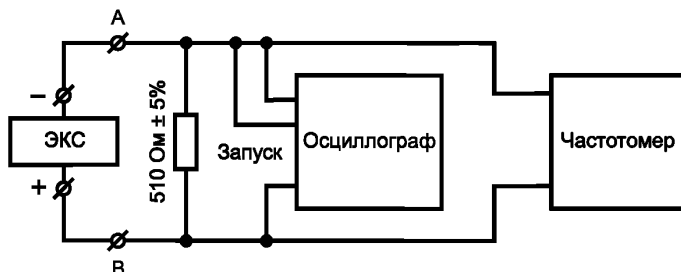 А
−
ЭКС
+
В
510 Ом ± 5%
Запуск
Осциллограф
Частотомер